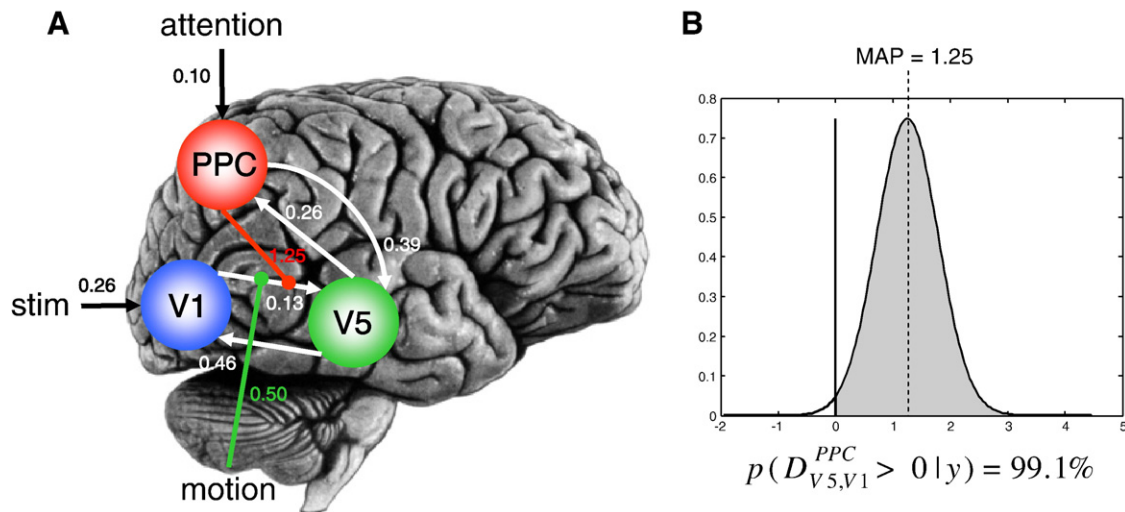 A
attention
0.10
PPC
0.26
1.25
0.39
stim
0.26
V1
0.13
V5
0.46
0.50
motion
B
MAP = 1.25
0.8
0.7
0.6
0.5
0.4
0.3
0.2
0.1
0
-2 -1 0 1 2 3 4 5
p(D^{PPC}_{V5,V1} > 0 | y) = 99.1%